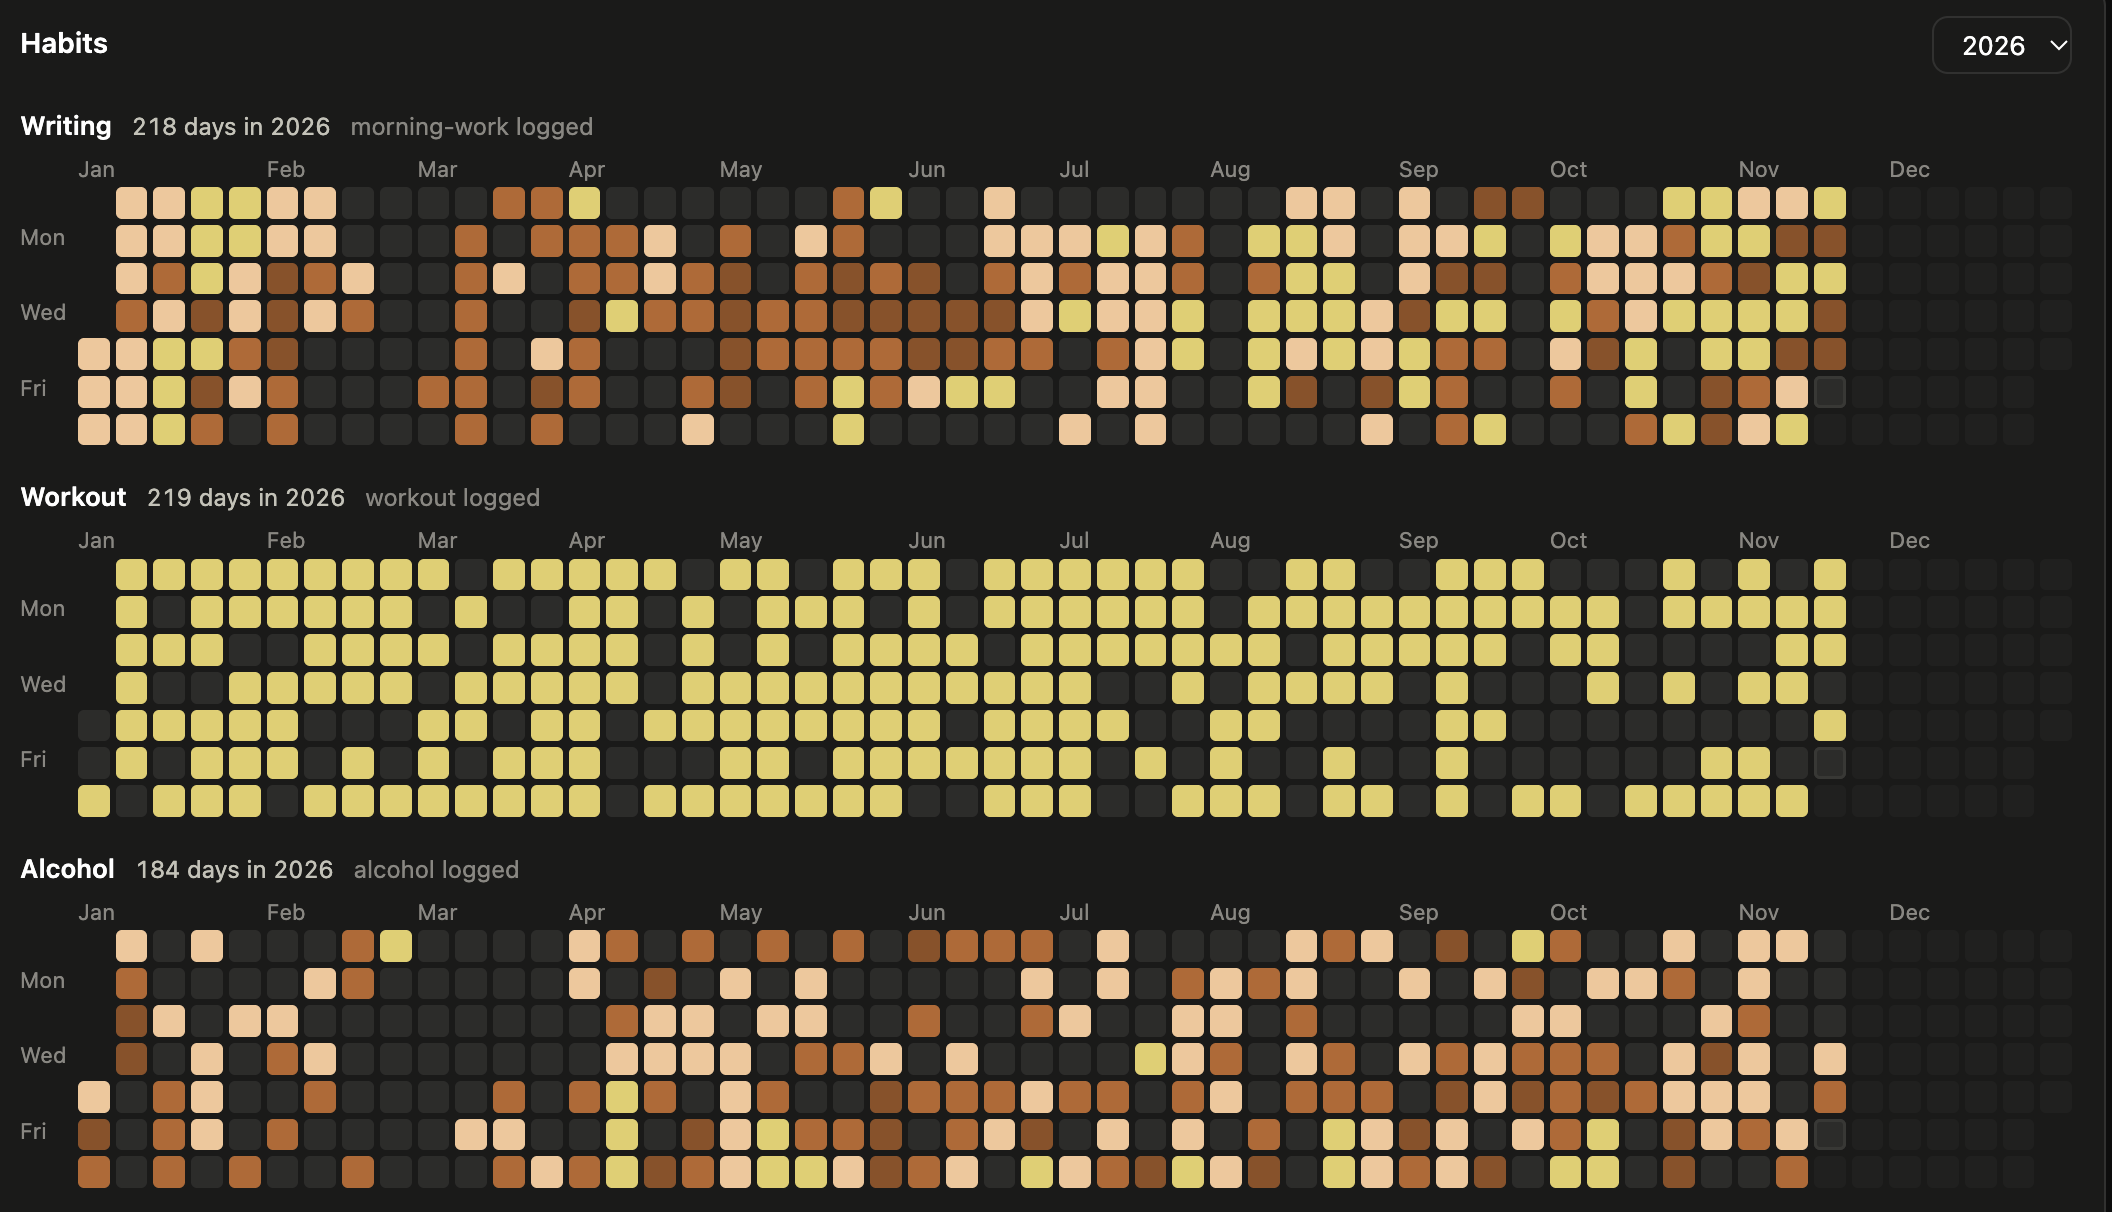 Habits
2026
Writing 218 days in 2026 morning-work logged
Jan Feb Mar Apr May Jun Jul Aug Sep Oct Nov Dec
Mon
Wed
Fri
Workout 219 days in 2026 workout logged
Jan Feb Mar Apr May Jun Jul Aug Sep Oct Nov Dec
Mon
Wed
Fri
Alcohol 184 days in 2026 alcohol logged
Jan Feb Mar Apr May Jun Jul Aug Sep Oct Nov Dec
Mon
Wed
Fri